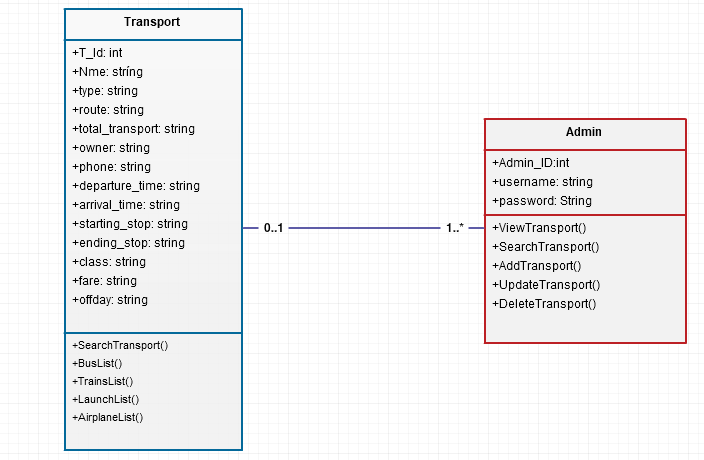 Transport
+T_Id: int
+Nme: stríng
+type: string
+route: string
+total_transport: string
+owner: string
+phone: string
+departure_time: string
+arrival_time: string
+starting_stop: string
+ending_stop: string
+class: string
+fare: string
+offday: string
+SearchTransport()
+BusList()
+TrainsList()
+LaunchList()
+AirplaneList()
0..1
1..*
Admin
+Admin_ID:int
+username: string
+password: String
+ViewTransport()
+SearchTransport()
+AddTransport()
+UpdateTransport()
+DeleteTransport()